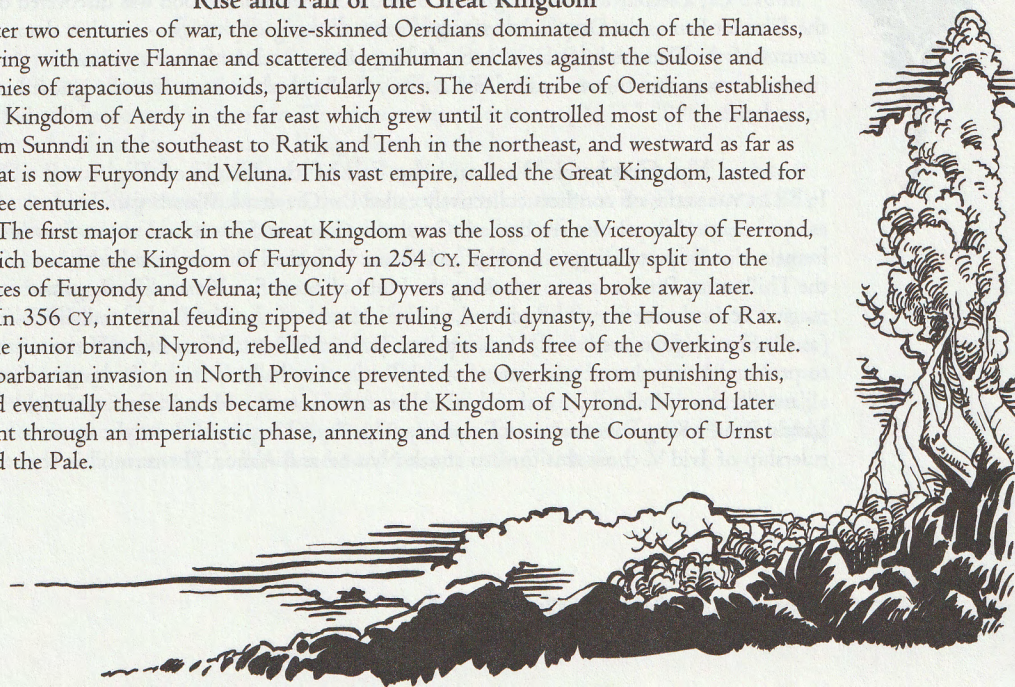 Rise and Fall of the Great Kingdom
ter two centuries of war, the olive-skinned Oeridians dominated much of the Flanaess,
ring with native Flannae and scattered demihuman enclaves against the Suloise and
nies of rapacious humanoids, particularly orcs. The Aerdi tribe of Oeridians established
Kingdom of Aerdy in the far east which grew until it controlled most of the Flanaess,
m Sunndi in the southeast to Ratik and Tenh in the northeast, and westward as far as
at is now Furyondy and Veluna. This vast empire, called the Great Kingdom, lasted for
ee centuries.
The first major crack in the Great Kingdom was the loss of the Viceroyalty of Ferrond,
ich became the Kingdom of Furyondy in 254 CY. Ferrond eventually split into the
tes of Furyondy and Veluna; the City of Dyvers and other areas broke away later.
in 356 CY, internal feuding ripped at the ruling Aerdi dynasty, the House of Rax.
e junior branch, Nyrond, rebelled and declared its lands free of the Overking's rule.
barbarian invasion in North Province prevented the Overking from punishing this,
d eventually these lands became known as the Kingdom of Nyrond. Nyrond later
nt through an imperialistic phase, annexing and then losing the County of Urnst
d the Pale.